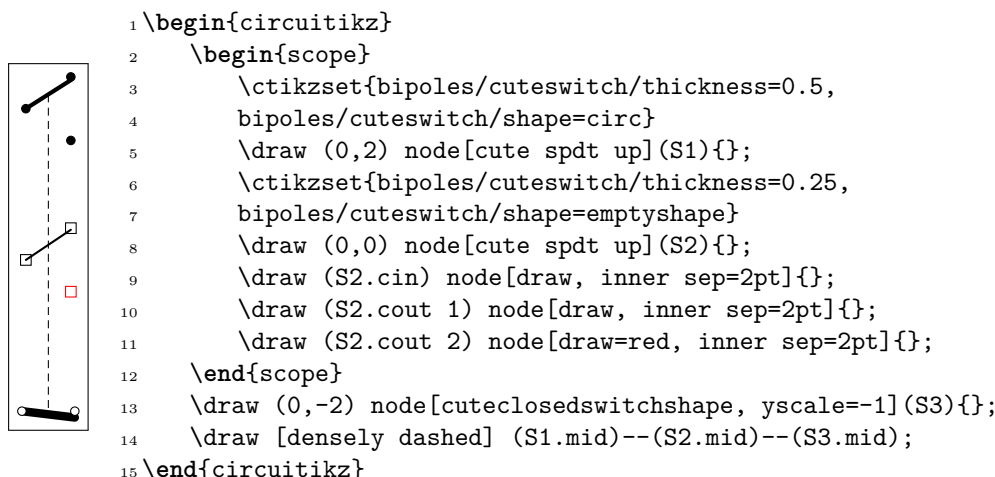 1 \begin{circuitikz}
2     \begin{scope}
3         \ctikzset{bipoles/cuteswitch/thickness=0.5,
4         bipoles/cuteswitch/shape=circ}
5         \draw (0,2) node[cute spdt up](S1){};
6         \ctikzset{bipoles/cuteswitch/thickness=0.25,
7         bipoles/cuteswitch/shape=emptyshape}
8         \draw (0,0) node[cute spdt up](S2){};
9         \draw (S2.cin) node[draw, inner sep=2pt]{};
10         \draw (S2.cout 1) node[draw, inner sep=2pt]{};
11         \draw (S2.cout 2) node[draw=red, inner sep=2pt]{};
12     \end{scope}
13     \draw (0,-2) node[cuteclosedswitchshape, yscale=-1](S3){};
14     \draw [densely dashed] (S1.mid)--(S2.mid)--(S3.mid);
15 \end{circuitikz}